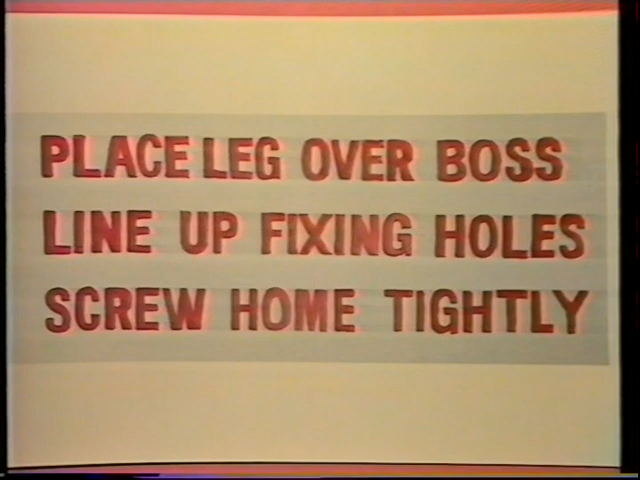 PLACE LEG OVER BOSS
LINE UP FIXING HOLES
SCREW HOME TIGHTLY